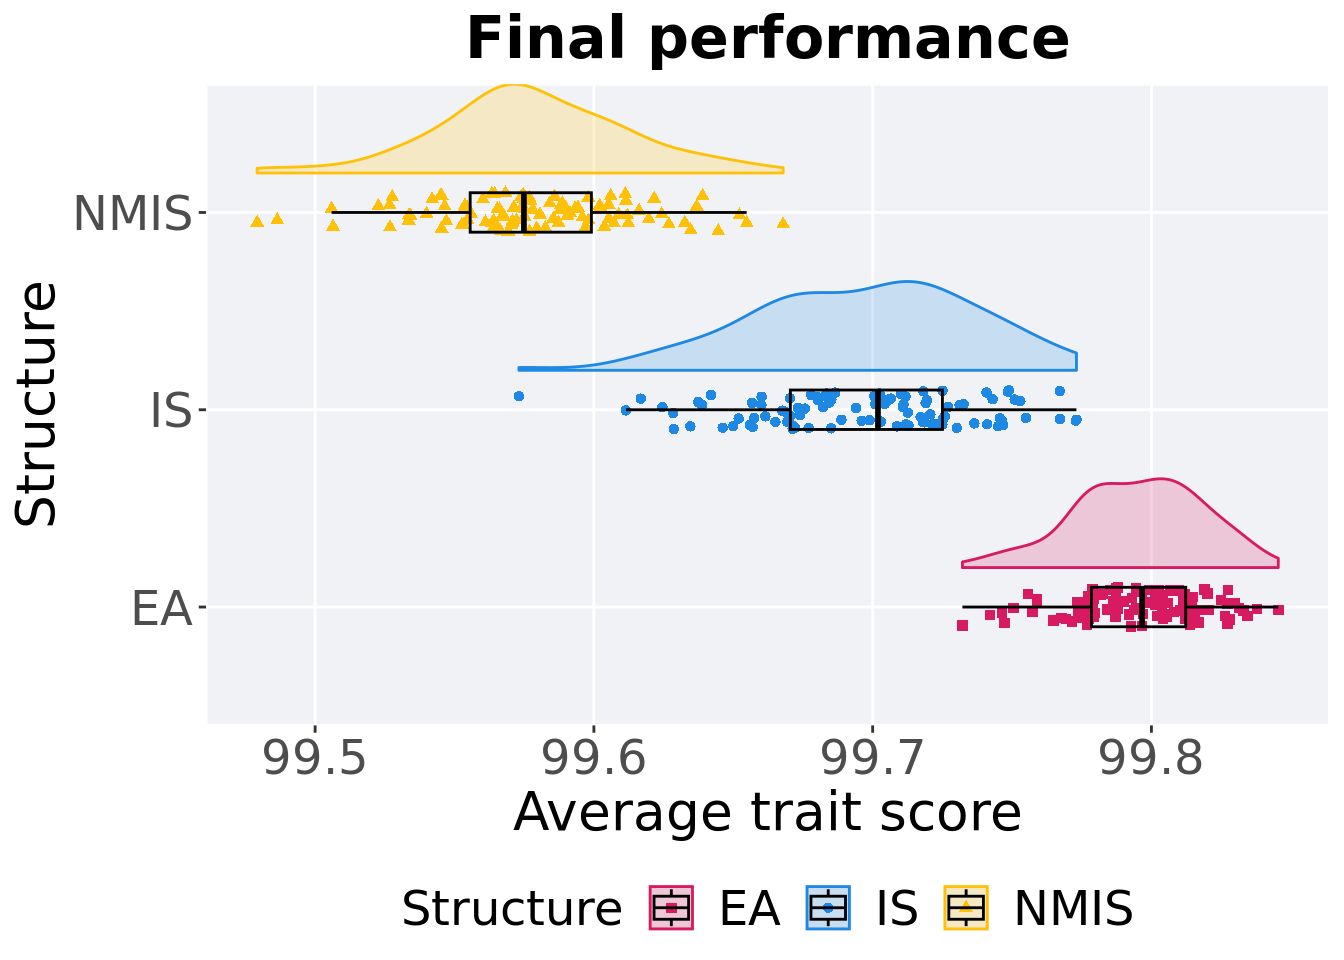 Final performance
Structure
NMIS
IS
EA
99.5 99.6 99.7 99.8
Average trait score
Structure EA IS NMIS